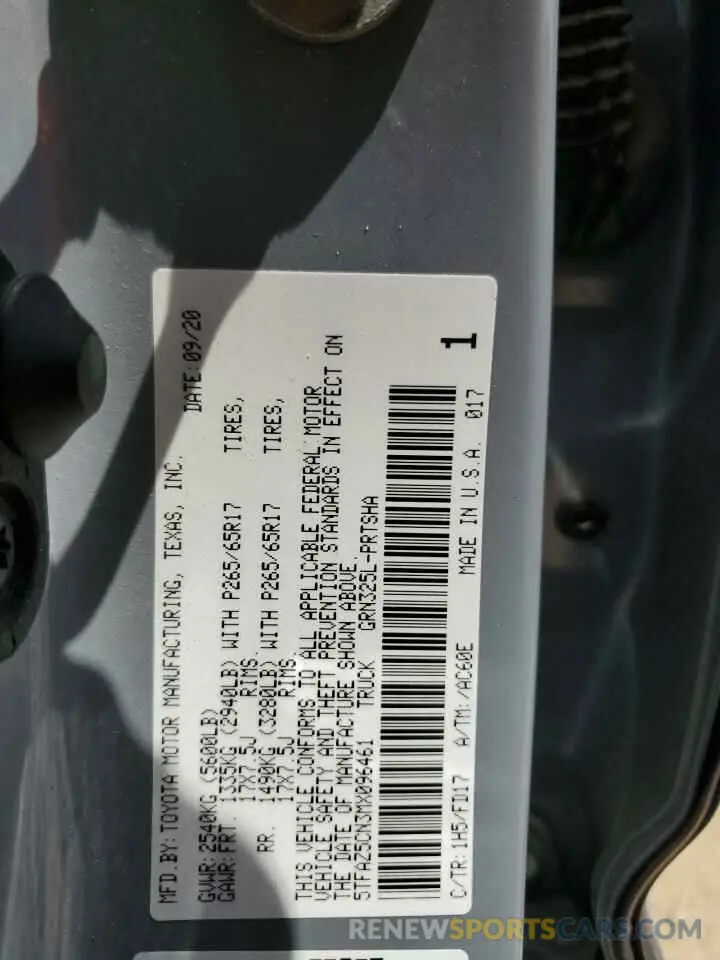 MFD.BY: TOYOTA MOTOR MANUFACTURING, TEXAS, INC.
DATE: 09/20
GVWR: 2540KG (5600LB)
GAWR: FRT. 1335KG (2940LB) WITH P265/65R17 TIRES,
17X7.5J RIMS.
RR. 1490KG (3280LB) WITH P265/65R17 TIRES,
17X7.5J RIMS.
THIS VEHICLE CONFORMS TO ALL APPLICABLE FEDERAL MOTOR
VEHICLE SAFETY AND THEFT PREVENTION STANDARDS IN EFFECT ON
THE DATE OF MANUFACTURE SHOWN ABOVE.
5TFAZ5CN3MX096461 TRUCK GRN325L-PRTSHA
1
C/TR: 1H5/FD17 A/TM: /AC60E MADE IN U.S.A. 017
RENEWSPORTSCARS.COM